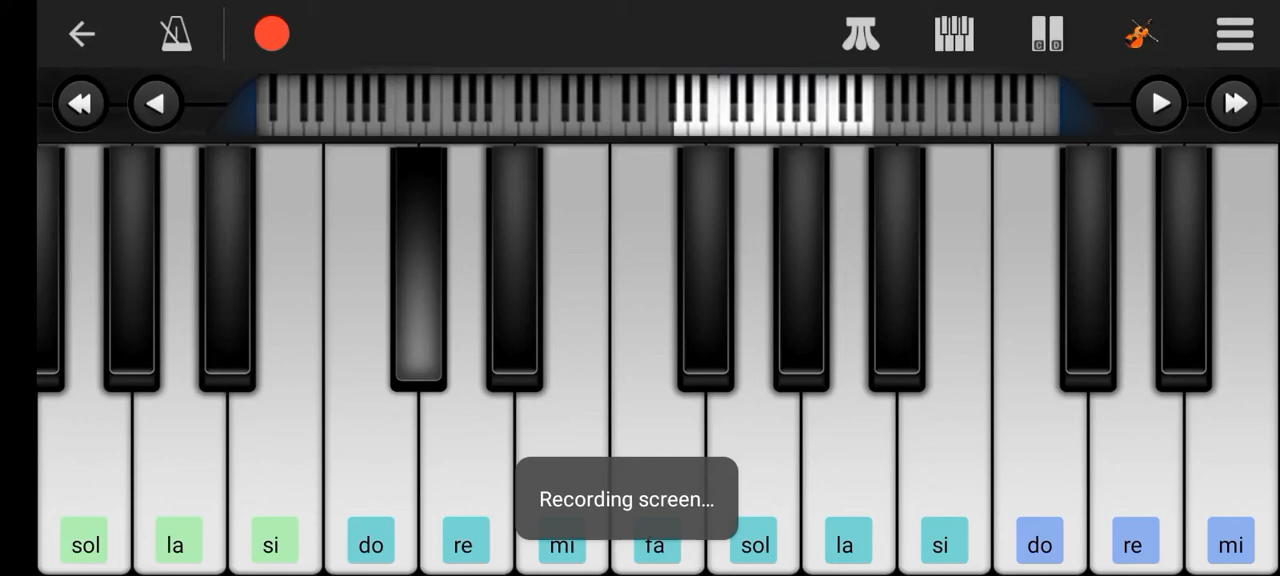 C D
Recording screen...
sol la si do re mi fa sol la si do re mi